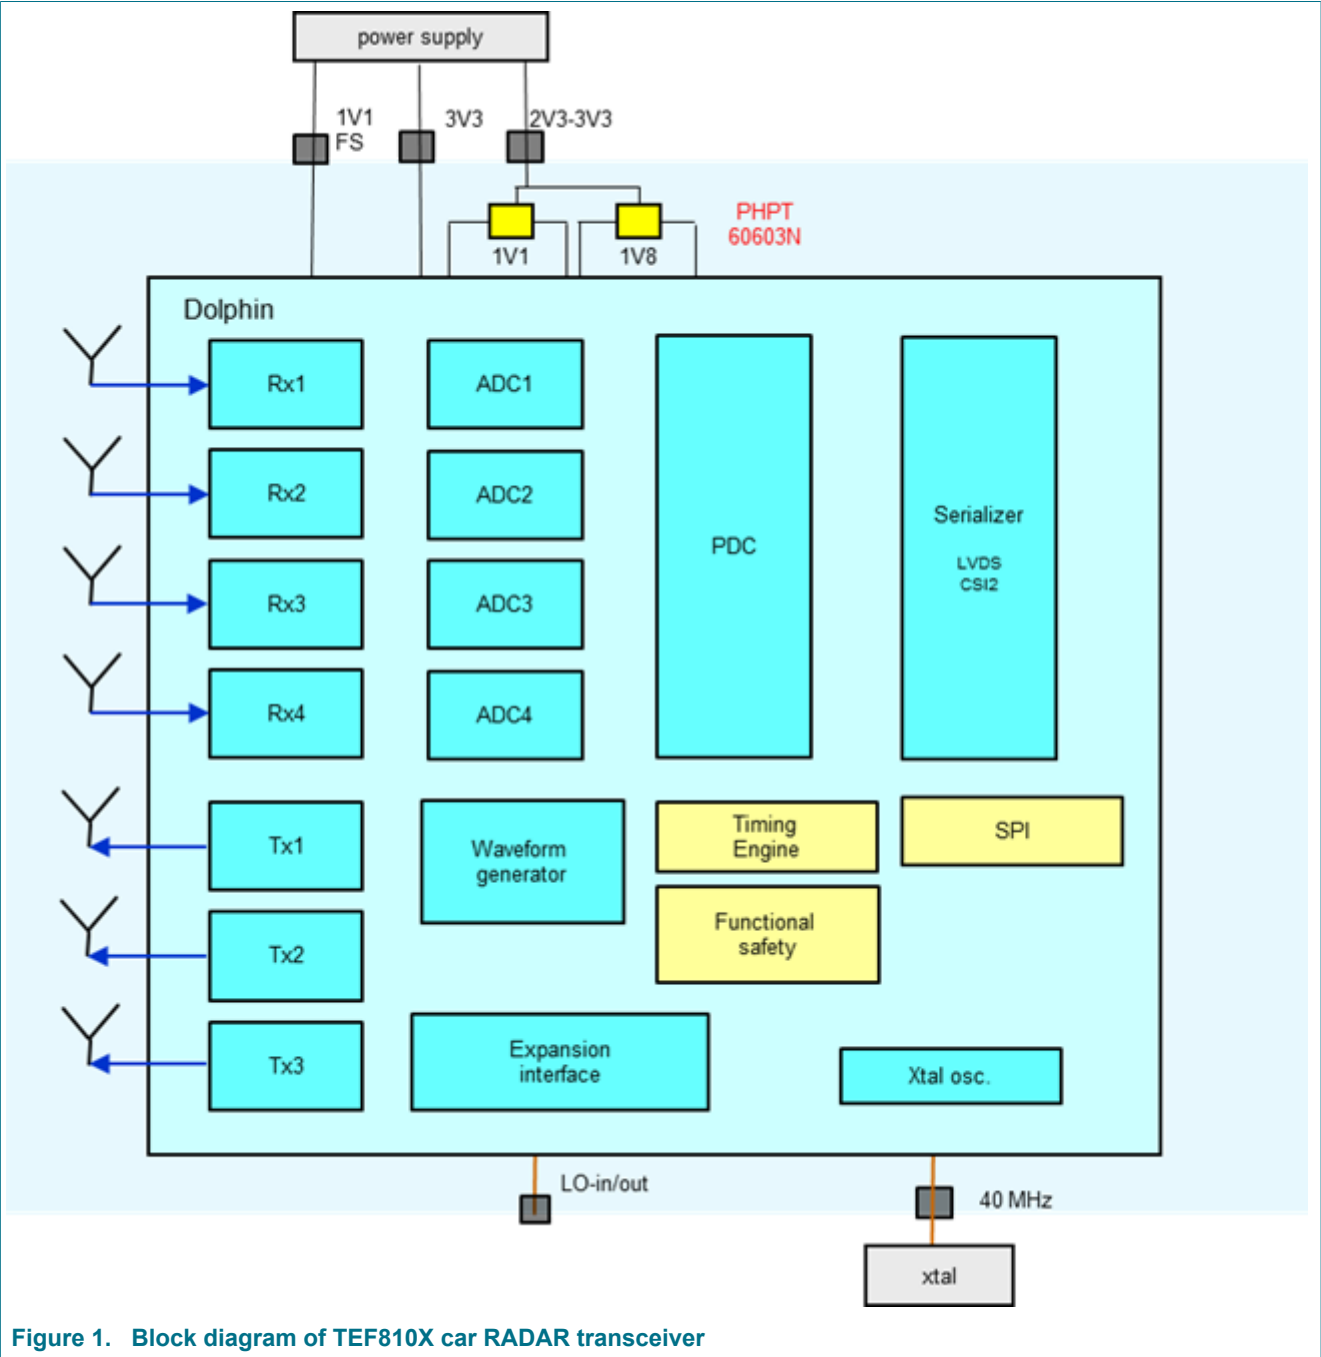 power supply
1V1
FS
3V3
2V3-3V3
PHPT
60603N
1V1
1V8
Dolphin
Rx1
ADC1
Rx2
ADC2
Rx3
ADC3
Rx4
ADC4
PDC
Serializer
LVDS
CSI2
Tx1
Waveform
generator
Timing
Engine
SPI
Tx2
Functional
safety
Tx3
Expansion
interface
Xtal osc.
LO-in/out
40 MHz
xtal
Figure 1. Block diagram of TEF810X car RADAR transceiver